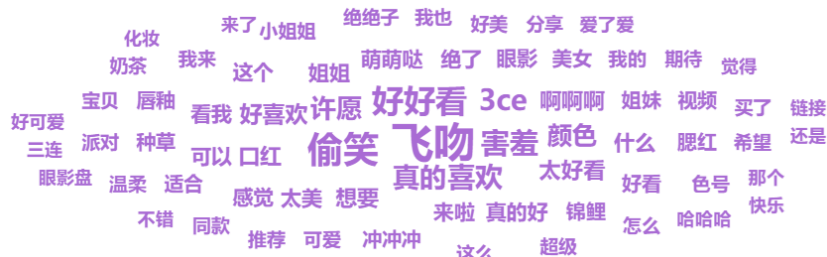 来了 小姐姐 绝绝子 我也 好美 分享 爱了爱
化妆
奶茶 我来 这个 姐姐 萌萌哒 绝了 眼影 美女 我的 期待 觉得
宝贝 唇釉 看我 好喜欢 许愿 好好看 3ce 啊啊啊 姐妹 视频 买了 链接
好可爱
三连 派对 种草 可以 口红 偷笑 飞吻 害羞 颜色 什么 腮红 希望 还是
眼影盘 温柔 适合 感觉 太美 想要 真的喜欢 太好看 好看 色号 那个
快乐
不错 同款 来啦 真的好 锦鲤 怎么 哈哈哈
推荐 可爱 冲冲冲 这么 超级